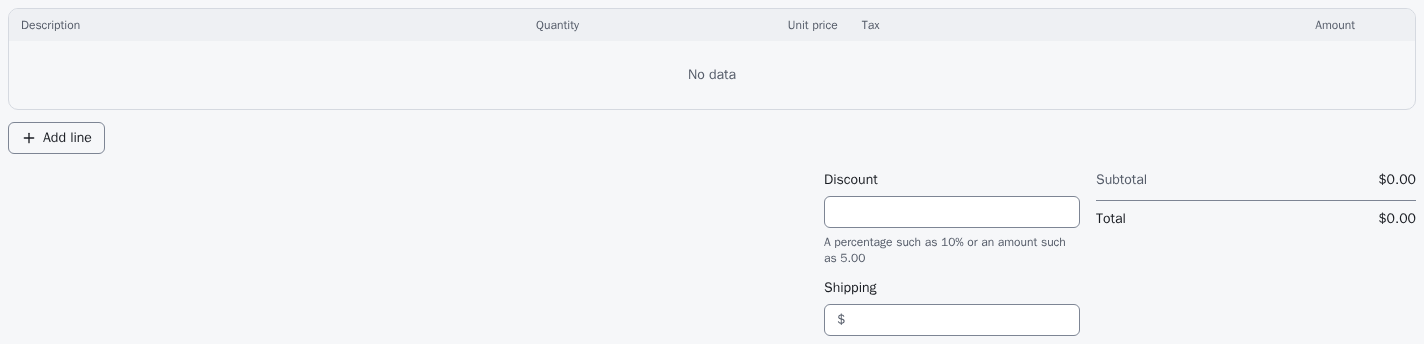 Description Quantity Unit price Tax Amount
No data
Add line
Discount
A percentage such as 10% or an amount such
as 5.00
Shipping
$
Subtotal $0.00
Total $0.00